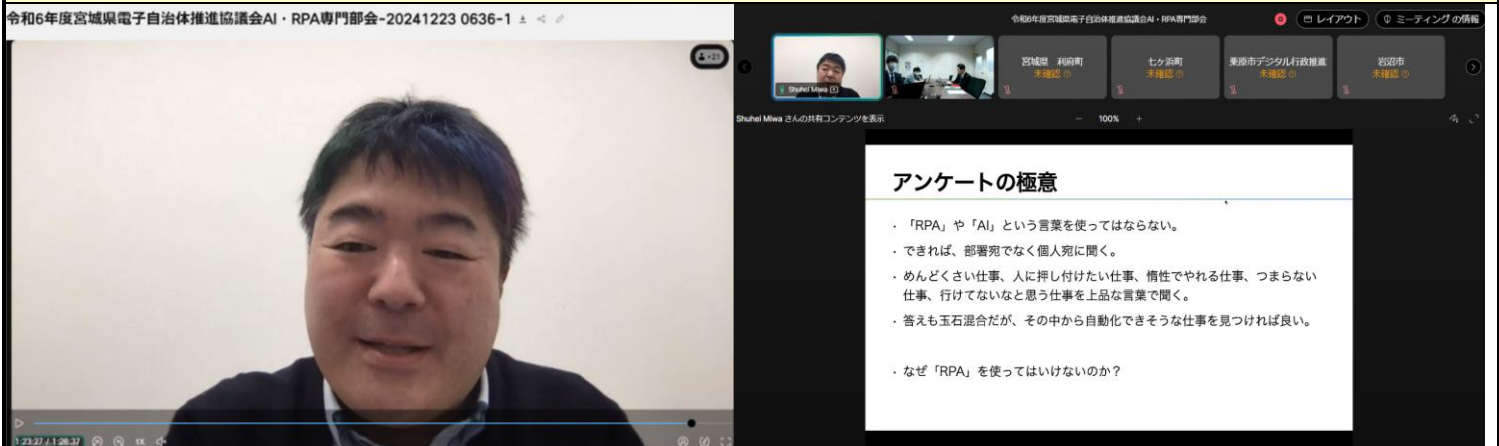 令和6年度宮城県電子自治体推進協議会AI・RPA専門部会-20241223 0636-1
+21
1:23:27 / 1:28:37
1X
令和6年度宮城県電子自治体推進協議会AI・RPA専門部会
レイアウト
ミーティングの情報
Shuhei Miwa
宮城県 利府町
未確認
七ヶ浜町
未確認
栗原市デジタル行政推進
未確認
岩沼市
未確認
Shuhei Miwa さんの共有コンテンツを表示
− 100% +
アンケートの極意
・「RPA」や「AI」という言葉を使ってはならない。
・できれば、部署宛でなく個人宛に聞く。
・めんどくさい仕事、人に押し付けたい仕事、惰性でやれる仕事、つまらない
仕事、行けてないなと思う仕事を上品な言葉で聞く。
・答えも玉石混合だが、その中から自動化できそうな仕事を見つければ良い。
・なぜ「RPA」を使ってはいけないのか？